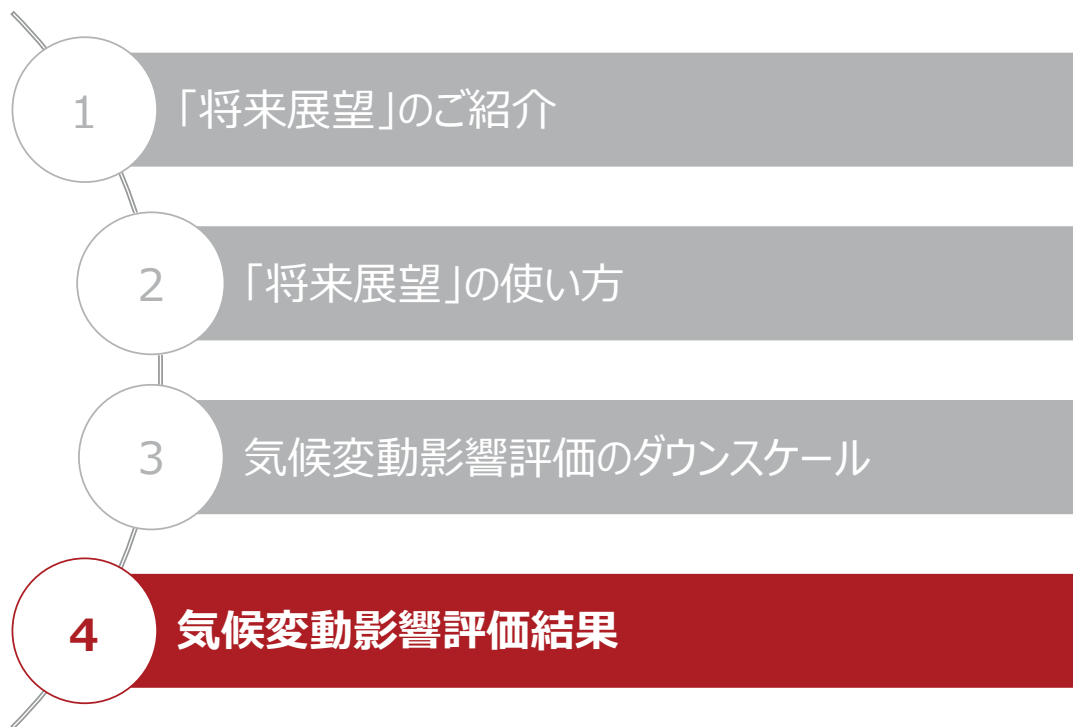 1
「将来展望」のご紹介
2
「将来展望」の使い方
3
気候変動影響評価のダウンスケール
4
気候変動影響評価結果